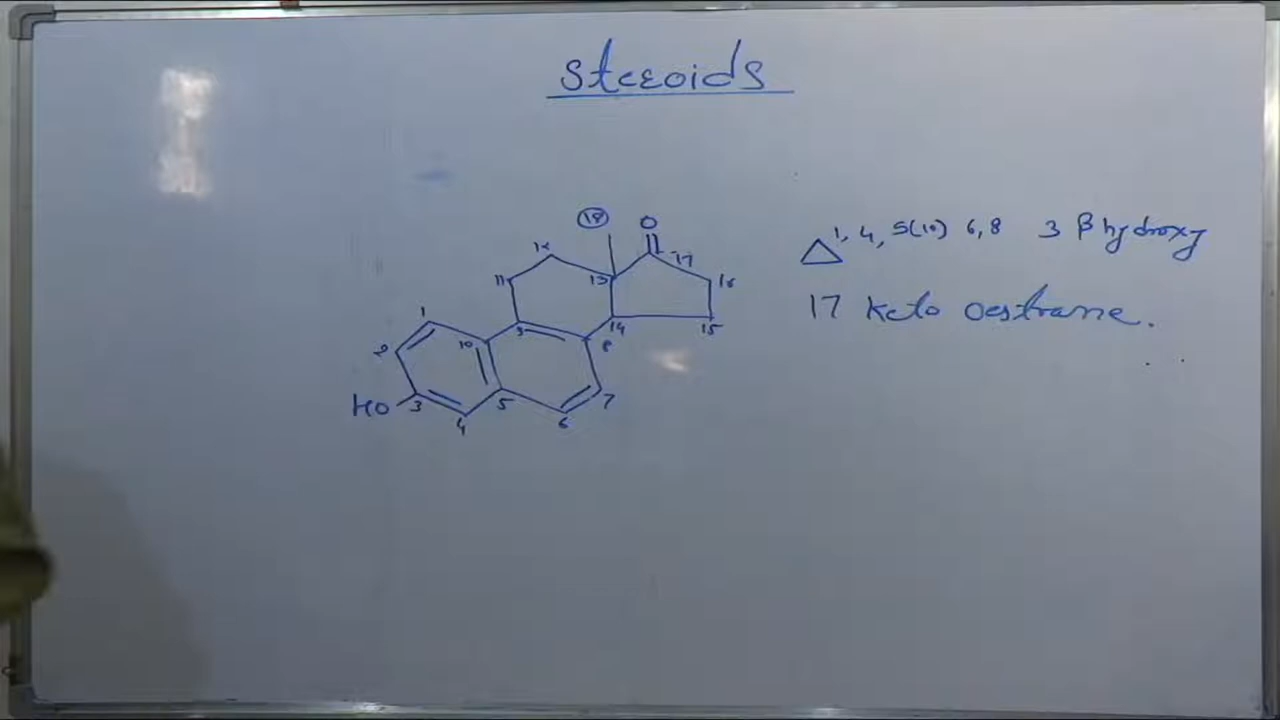 Steroids
18 O
12 17
11 13 16
1 9 14 15
2 10 8
HO 3 5 7
4 6
Δ1, 4, 5(10) 6,8 3 β hydroxy
17 keto oestrane.